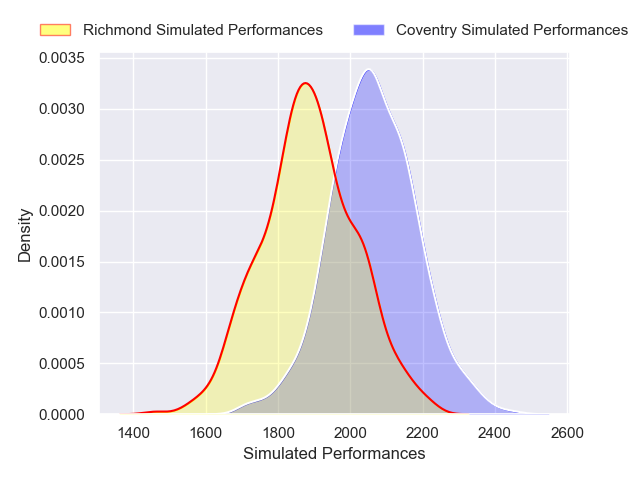 Richmond Simulated Performances
Coventry Simulated Performances
0.0035
0.0030
0.0025
0.0020
0.0015
0.0010
0.0005
0.0000
Density
1400 1600 1800 2000 2200 2400 2600
Simulated Performances